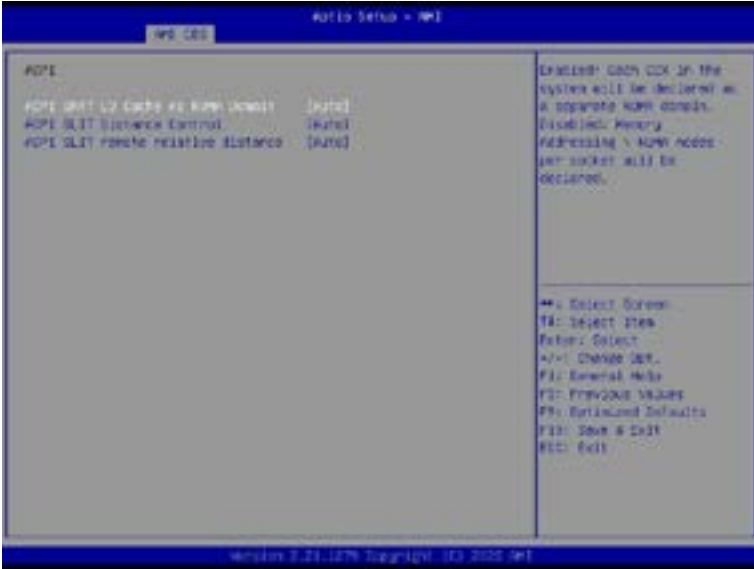 Aptio Setup - AMI
AMD CBS
ACPI
ACPI SRAT L3 Cache As NUMA Domain [Auto]
ACPI SLIT Distance Control [Auto]
ACPI SLIT remote relative distance [Auto]
Enabled: Each CCX in the
system will be declared as
a separate NUMA domain.
Disabled: Memory
Addressing \ NUMA nodes
per socket will be
declared.
: Select Screen
: Select Item
Enter: Select
+/-: Change Opt.
F1: General Help
F2: Previous Values
F9: Optimized Defaults
F10: Save & Exit
ESC: Exit
Version 2.21.1279 Copyright (C) AMI